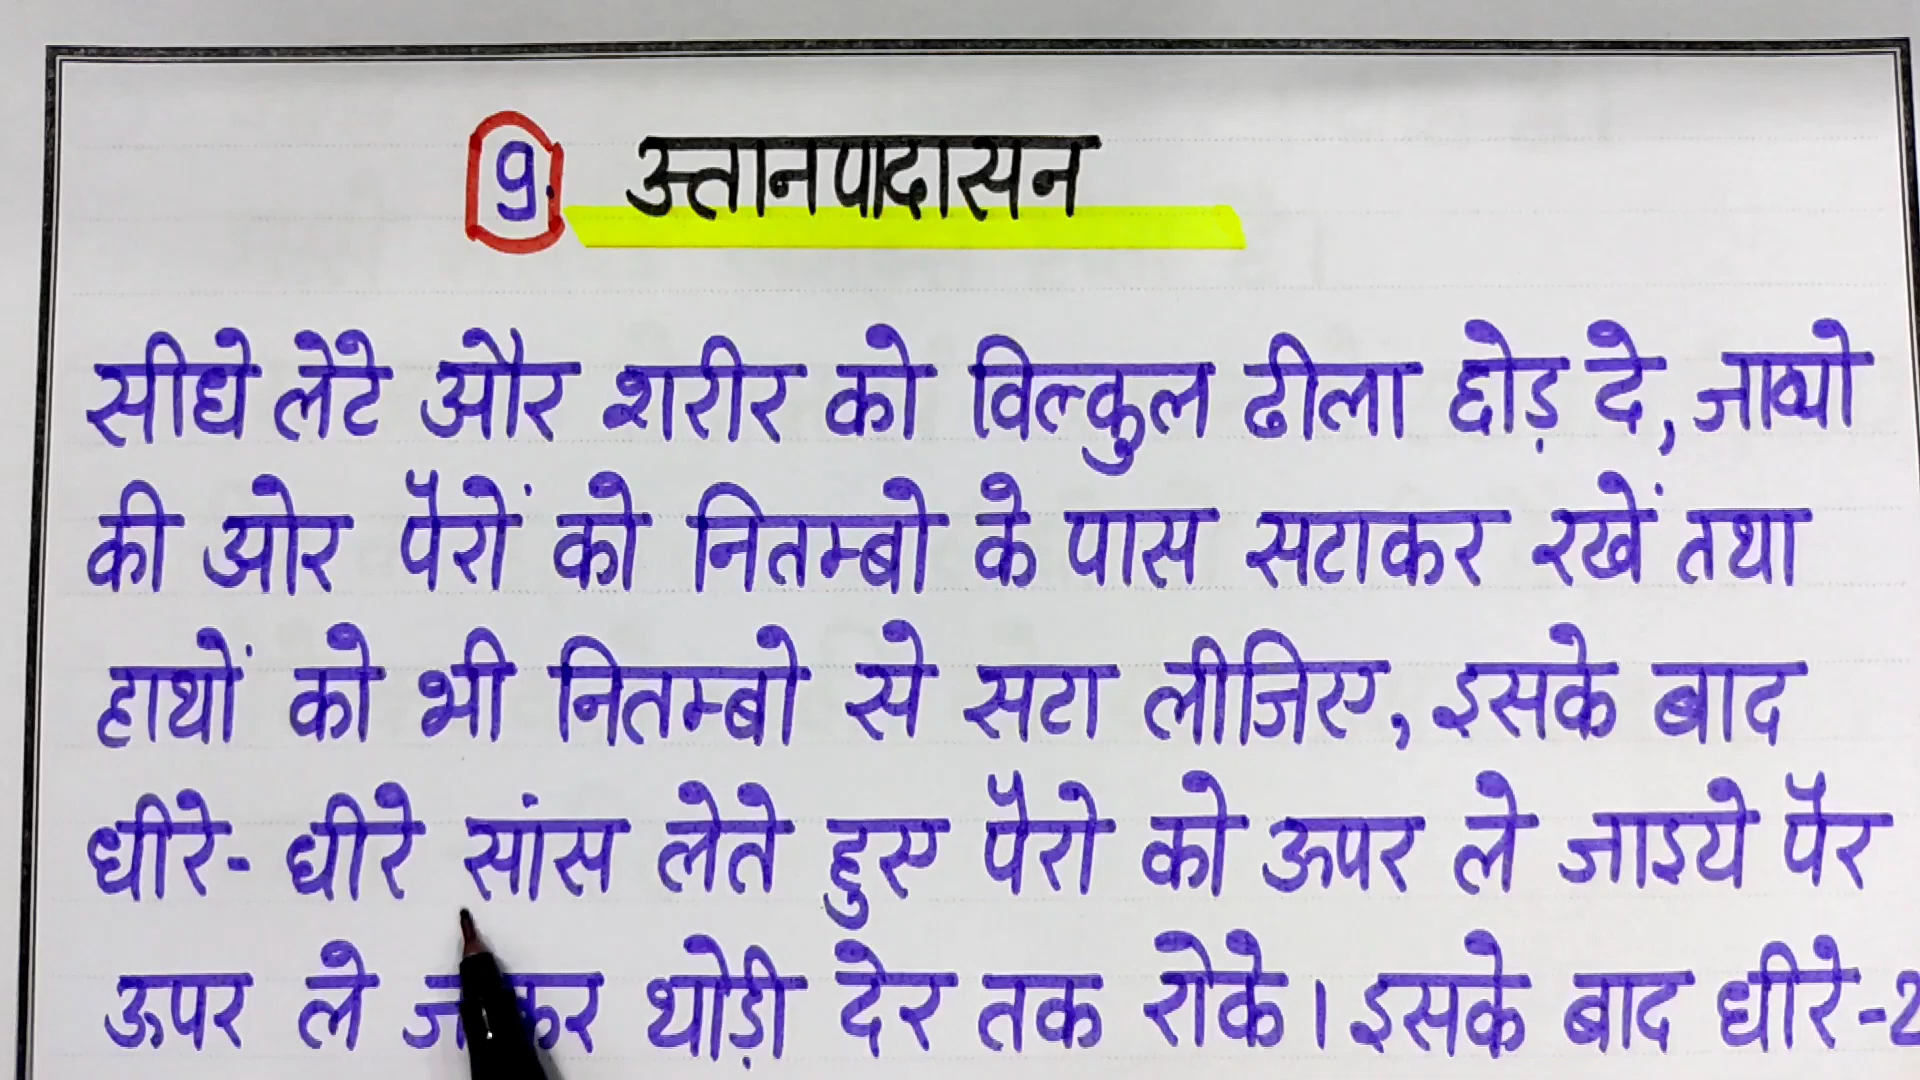 9. उत्तानपादासन
सीधे लेटे और शरीर को विल्कुल ढीला छोड़ दे,
की ओर पैरों को नितम्बो के पास सटाकर रखें तथा
हाथों को भी नितम्बो से सटा लीजिए, इसके बाद
धीरे- धीरे सांस लेते हुए पैरो को ऊपर ले जाइये पैर
ऊपर ले थोड़ी देर तक रोके। इसके बाद धीरे-2